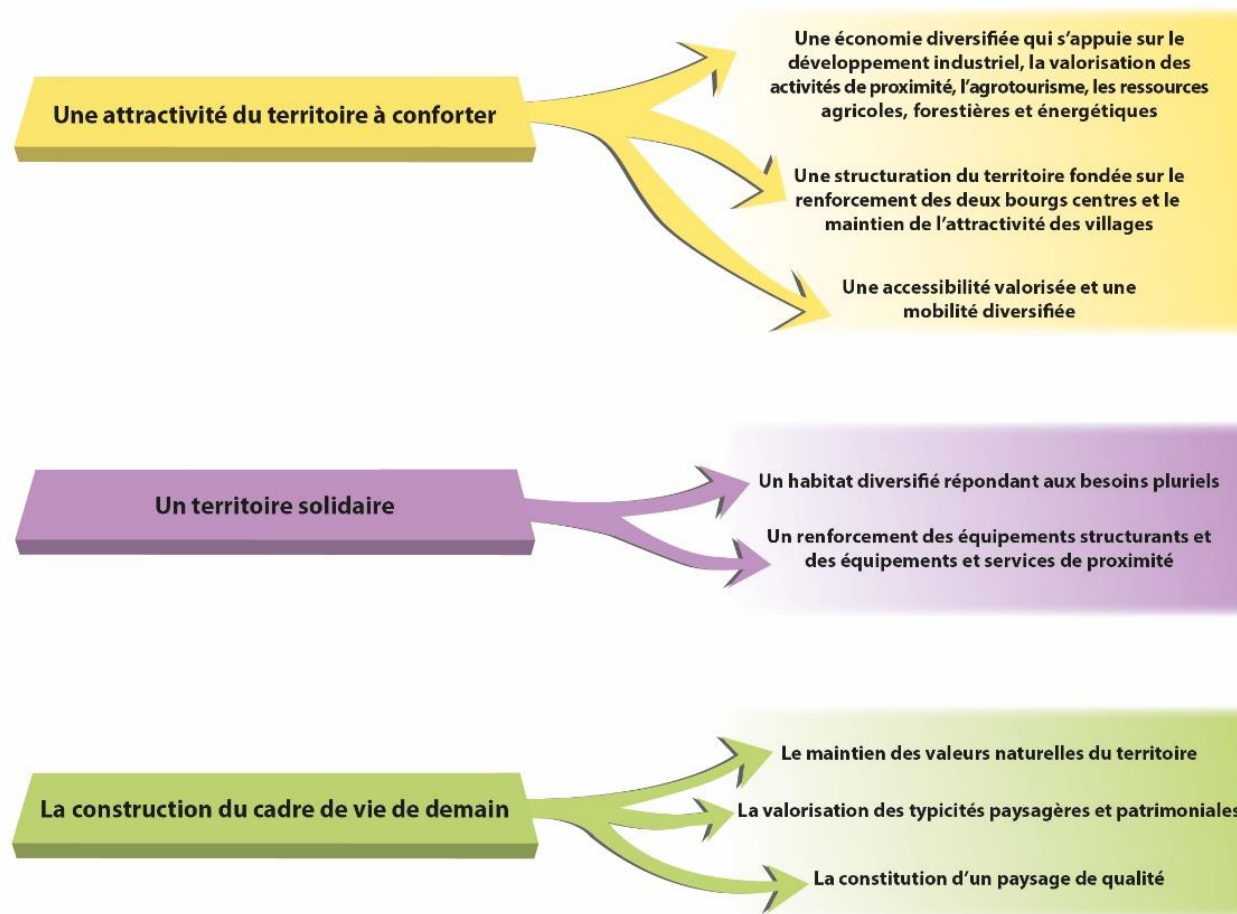 Une attractivité du territoire à conforter
Une économie diversifiée qui s'appuie sur le
développement industriel, la valorisation des
activités de proximité, l'agrotourisme, les ressources
agricoles, forestières et énergétiques
Une structuration du territoire fondée sur le
renforcement des deux bourgs centres et le
maintien de l'attractivité des villages
Une accessibilité valorisée et une
mobilité diversifiée
Un territoire solidaire
Un habitat diversifié répondant aux besoins pluriels
Un renforcement des équipements structurants et
des équipements et services de proximité
La construction du cadre de vie de demain
Le maintien des valeurs naturelles du territoire
La valorisation des typicités paysagères et patrimoniales
La constitution d'un paysage de qualité